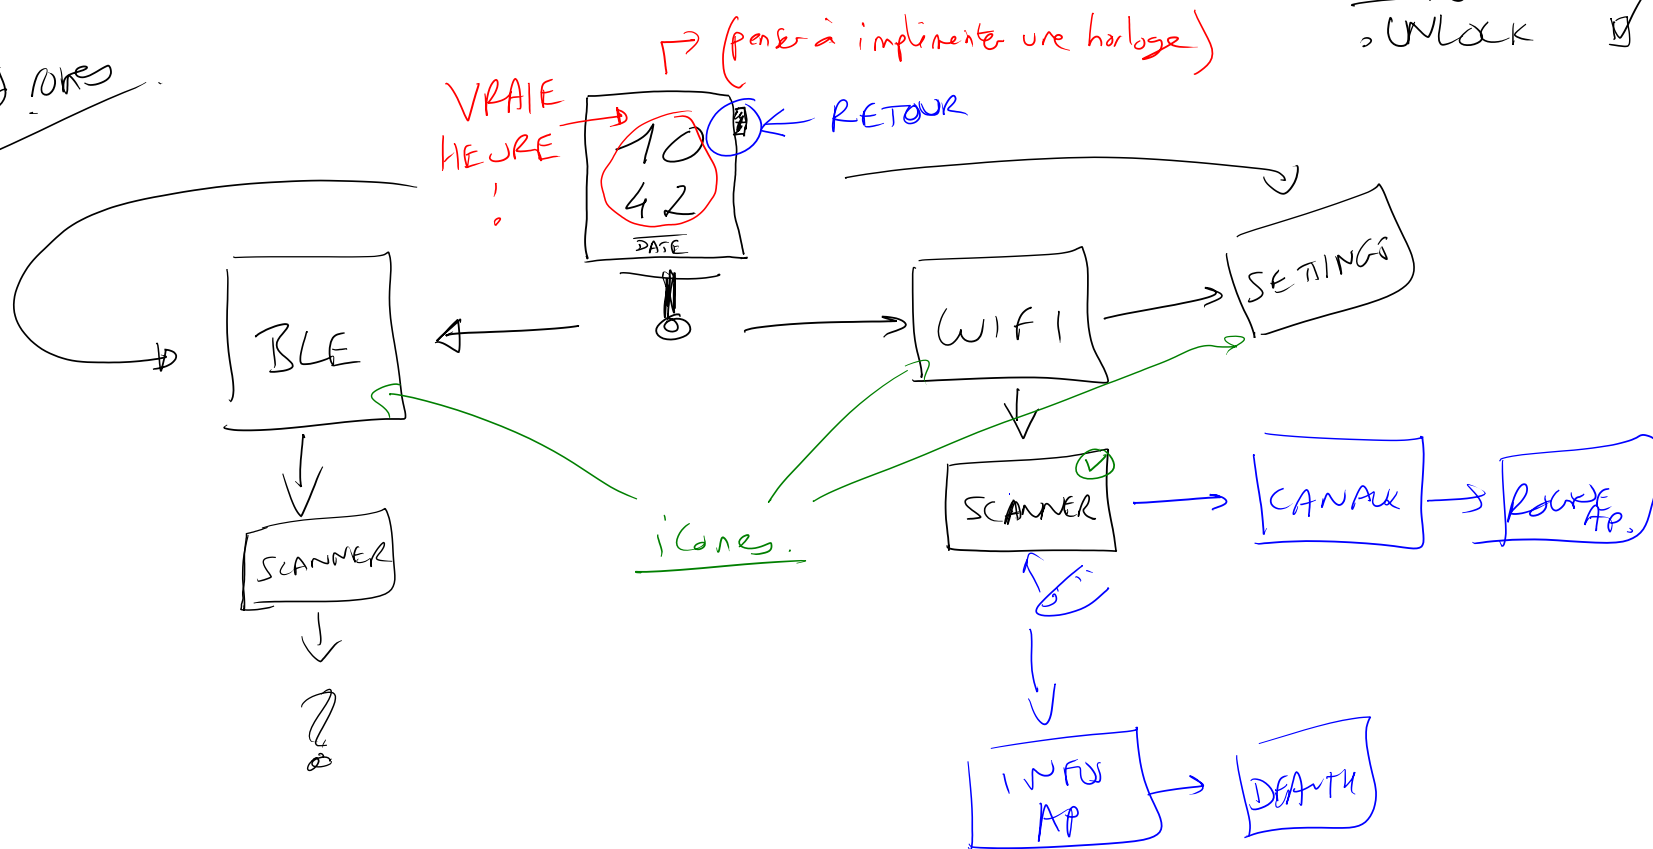 (penser à implémenter une horloge)
. UNLOCK
VRAIE
HEURE
!
10
42
DATE
RETOUR
SETTINGS
BLE
WIFI
SCANNER
CANAUX
ROGUE
AP.
icones.
SCANNER
?
INFOS
AP
DEAUTH